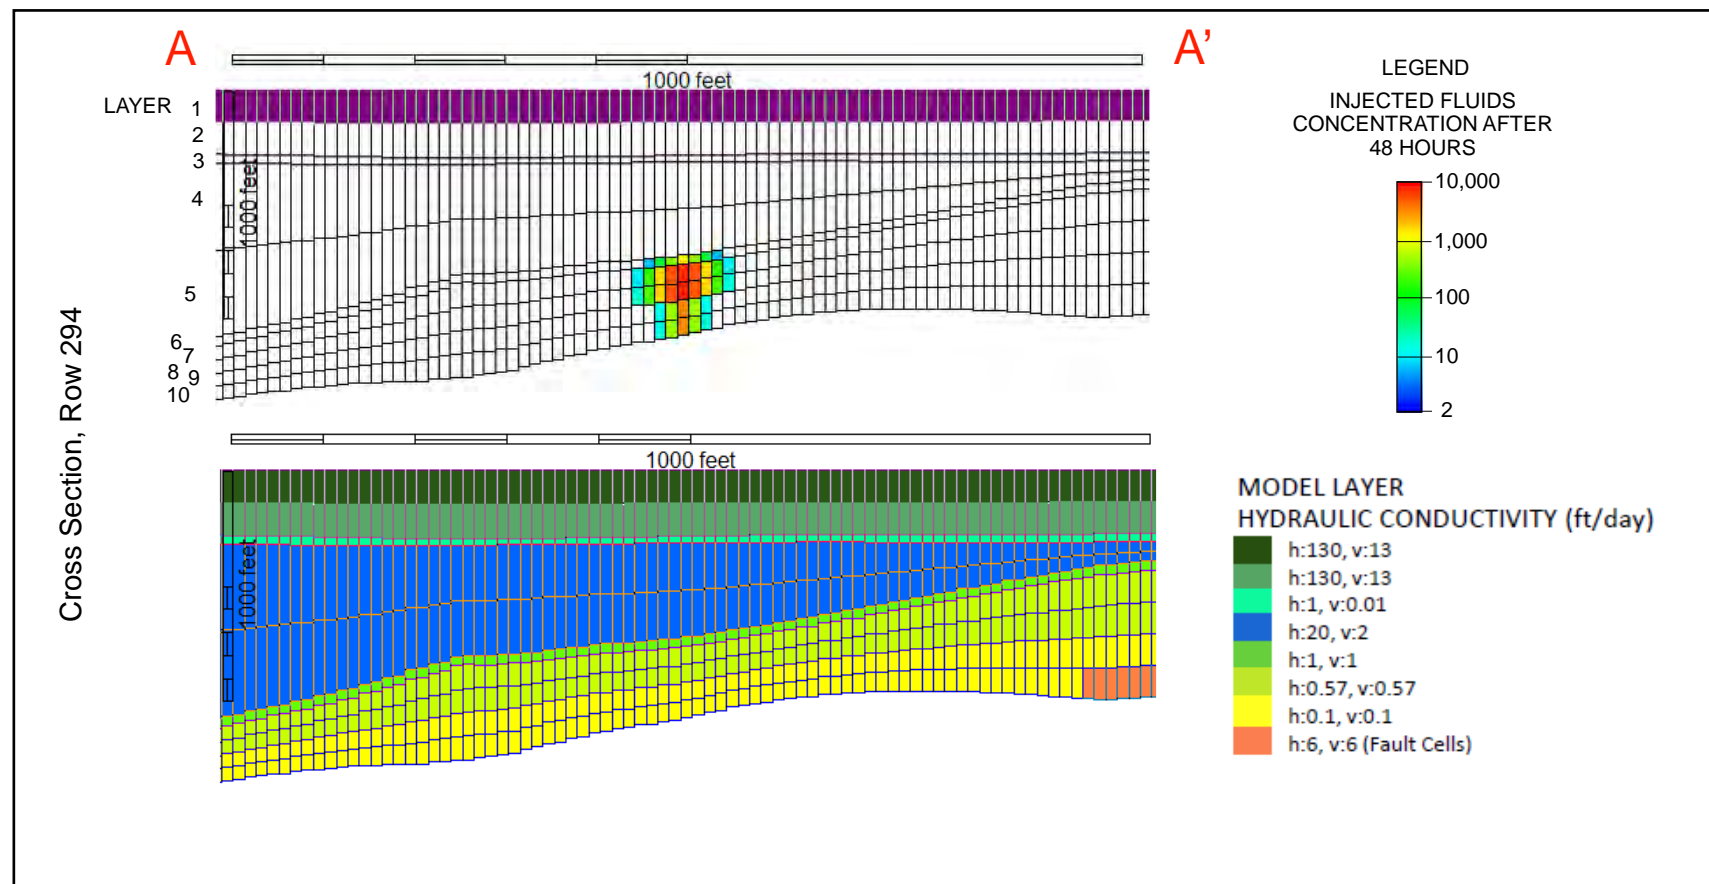 A
A'
1000 feet
LAYER 1
2
3
4
1000 feet
5
6
7
8 9
10
Cross Section, Row 294
LEGEND
INJECTED FLUIDS
CONCENTRATION AFTER
48 HOURS
10,000
1,000
100
10
2
1000 feet
1000 feet
MODEL LAYER
HYDRAULIC CONDUCTIVITY (ft/day)
h:130, v:13
h:130, v:13
h:1, v:0.01
h:20, v:2
h:1, v:1
h:0.57, v:0.57
h:0.1, v:0.1
h:6, v:6 (Fault Cells)